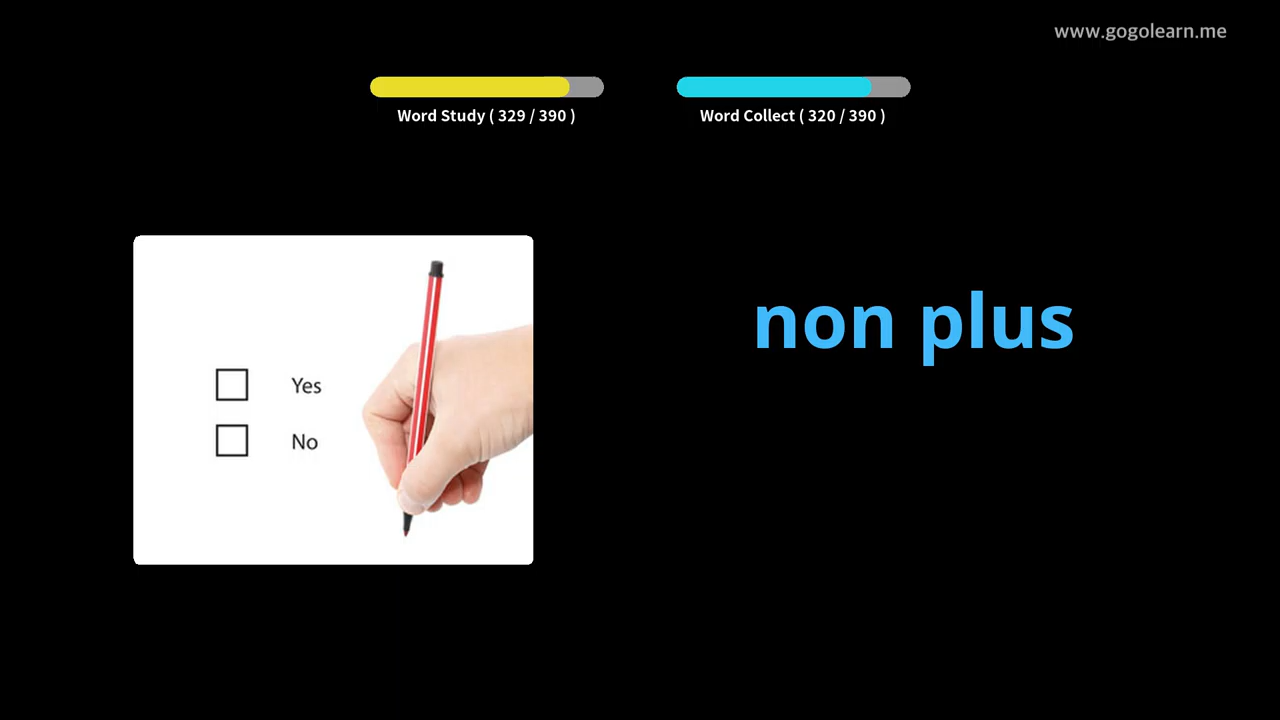 www.gogolearn.me
Word Study ( 329 / 390 )
Word Collect ( 320 / 390 )
non plus
Yes
No